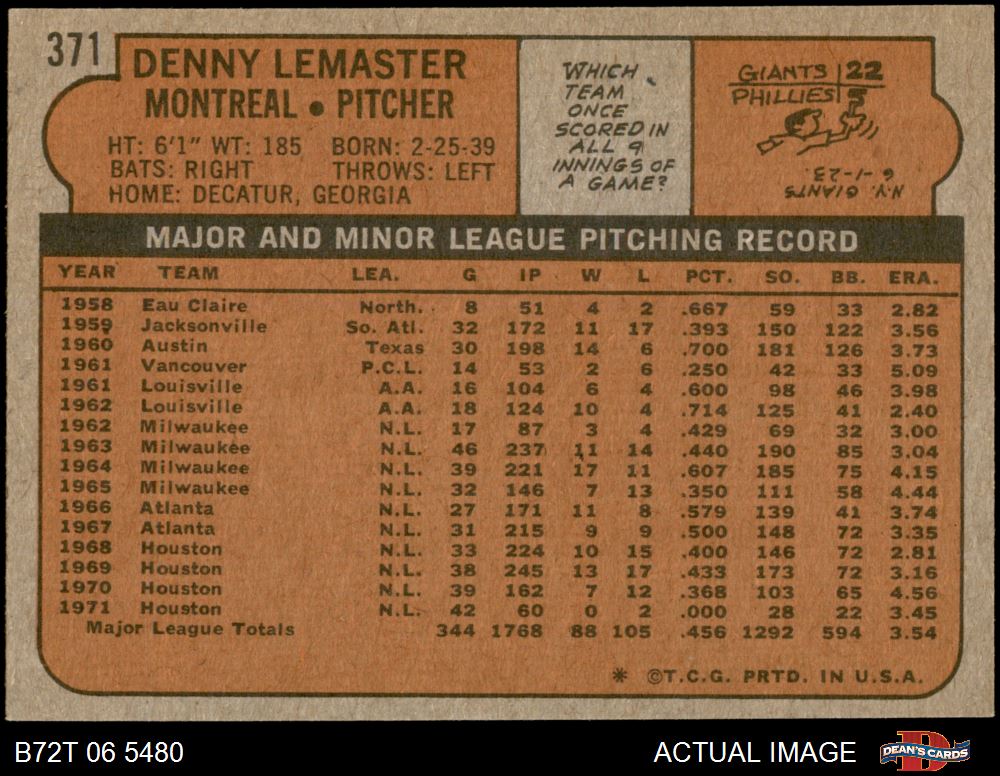 371
DENNY LEMASTER
MONTREAL • PITCHER
HT: 6'1" WT: 185 BORN: 2-25-39
BATS: RIGHT THROWS: LEFT
HOME: DECATUR, GEORGIA
WHICH
TEAM
ONCE
SCORED IN
ALL 9
INNINGS OF
A GAME?
GIANTS 22
PHILLIES 8
N.Y. GIANTS
6-1-23.
MAJOR AND MINOR LEAGUE PITCHING RECORD
YEAR TEAM LEA. G IP W L PCT. SO. BB. ERA.
1958 Eau Claire North. 8 51 4 2 .667 59 33 2.82
1959 Jacksonville So. Atl. 32 172 11 17 .393 150 122 3.56
1960 Austin Texas 30 198 14 6 .700 181 126 3.73
1961 Vancouver P.C.L. 14 53 2 6 .250 42 33 5.09
1961 Louisville A.A. 16 104 6 4 .600 98 46 3.98
1962 Louisville A.A. 18 124 10 4 .714 125 41 2.40
1962 Milwaukee N.L. 17 87 3 4 .429 69 32 3.00
1963 Milwaukee N.L. 46 237 11 14 .440 190 85 3.04
1964 Milwaukee N.L. 39 221 17 11 .607 185 75 4.15
1965 Milwaukee N.L. 32 146 7 13 .350 111 58 4.44
1966 Atlanta N.L. 27 171 11 8 .579 139 41 3.74
1967 Atlanta N.L. 31 215 9 9 .500 148 72 3.35
1968 Houston N.L. 33 224 10 15 .400 146 72 2.81
1969 Houston N.L. 38 245 13 17 .433 173 72 3.16
1970 Houston N.L. 39 162 7 12 .368 103 65 4.56
1971 Houston N.L. 42 60 0 2 .000 28 22 3.45
Major League Totals 344 1768 88 105 .456 1292 594 3.54
* ©T.C.G. PRTD. IN U.S.A.
B72T 06 5480
ACTUAL IMAGE
DEAN'S CARDS